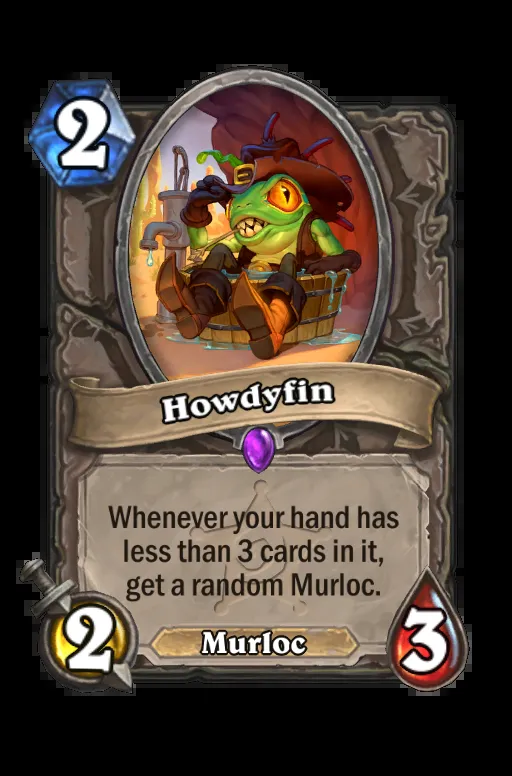 2
Howdyfin
Whenever your hand has
less than 3 cards in it,
get a random Murloc.
2
Murloc
3